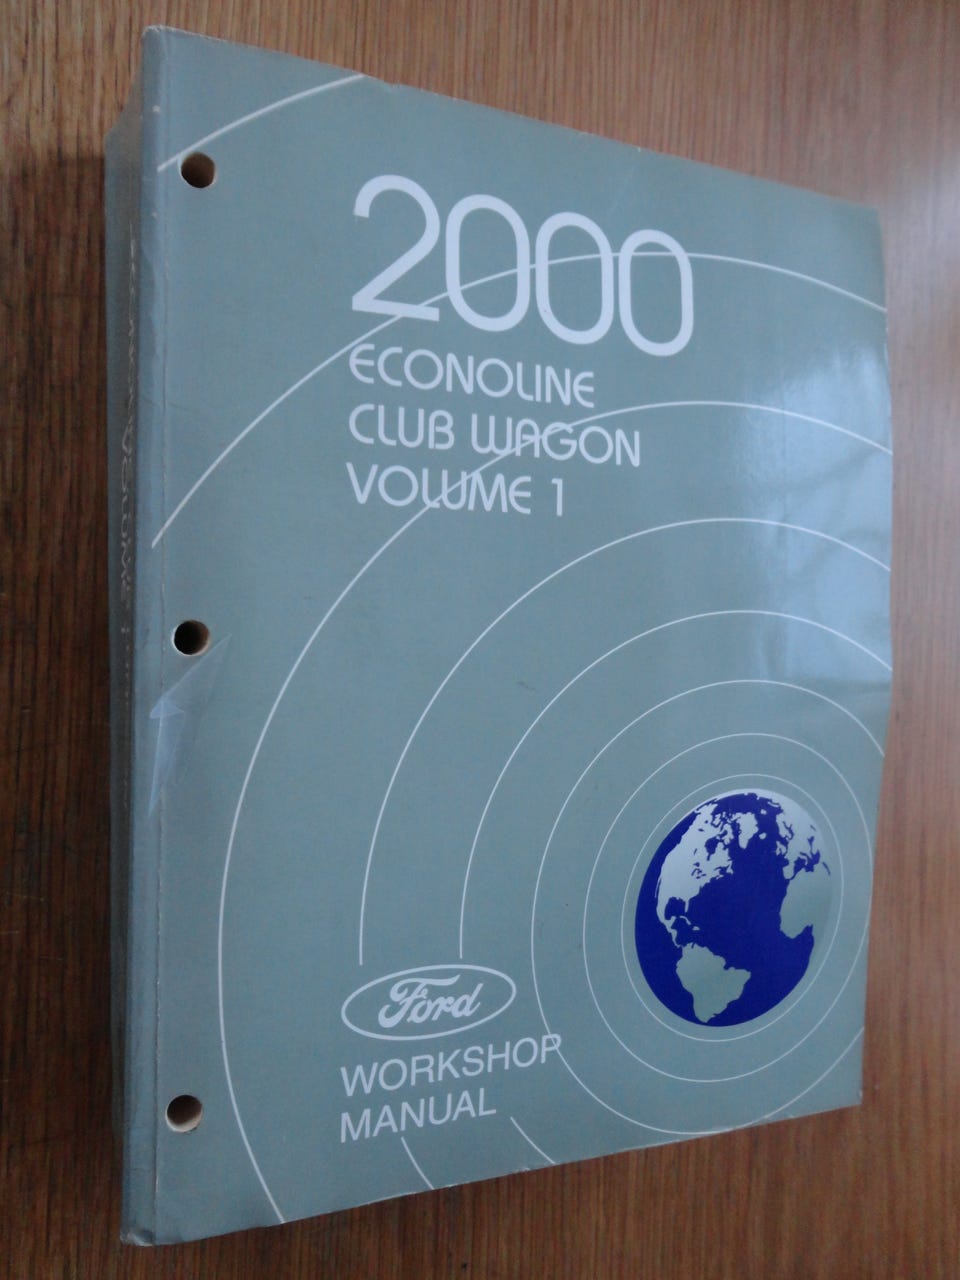 2000
ECONOLINE
CLUB WAGON
VOLUME 1
Ford
WORKSHOP
MANUAL